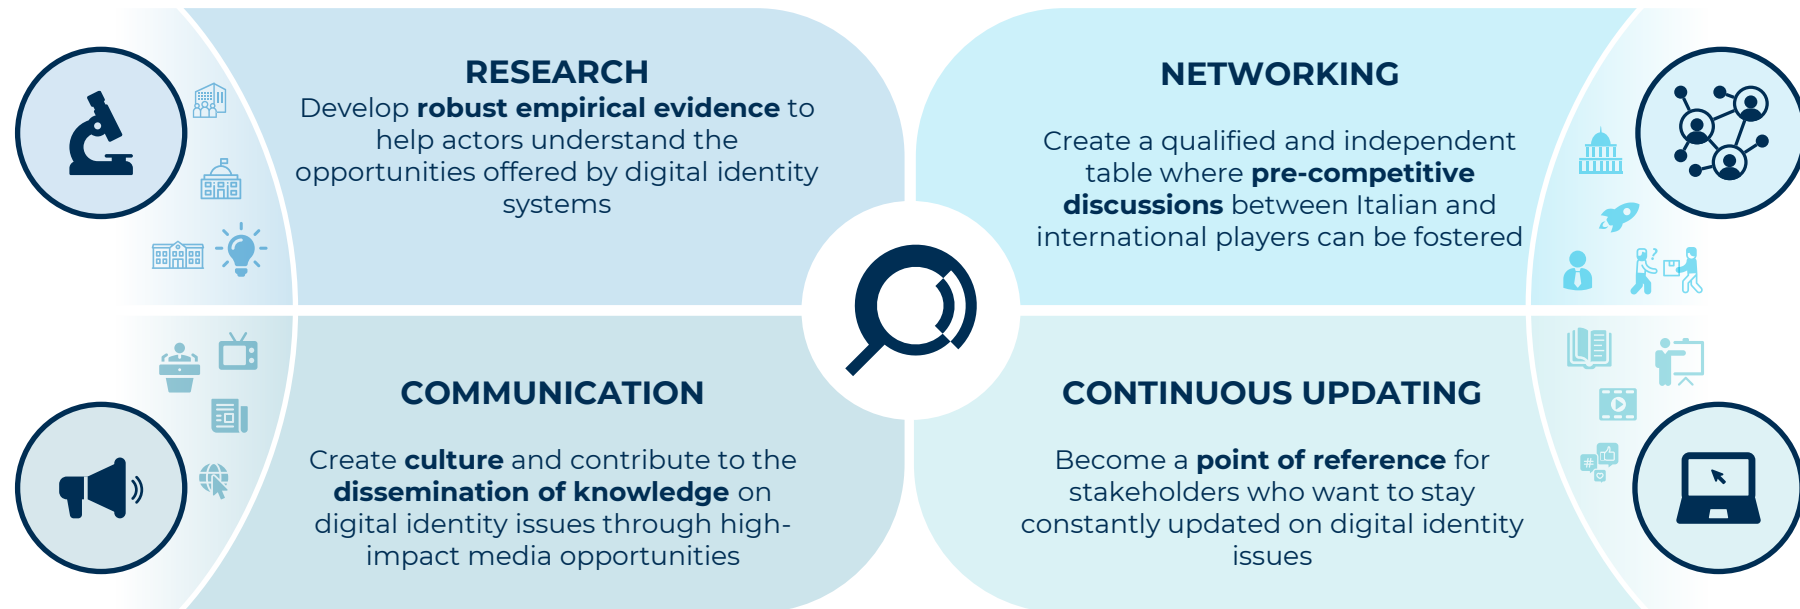 RESEARCH
Develop robust empirical evidence to
help actors understand the
opportunities offered by digital identity
systems
NETWORKING
Create a qualified and independent
table where pre-competitive
discussions between Italian and
international players can be fostered
COMMUNICATION
Create culture and contribute to the
dissemination of knowledge on
digital identity issues through high-
impact media opportunities
CONTINUOUS UPDATING
Become a point of reference for
stakeholders who want to stay
constantly updated on digital identity
issues